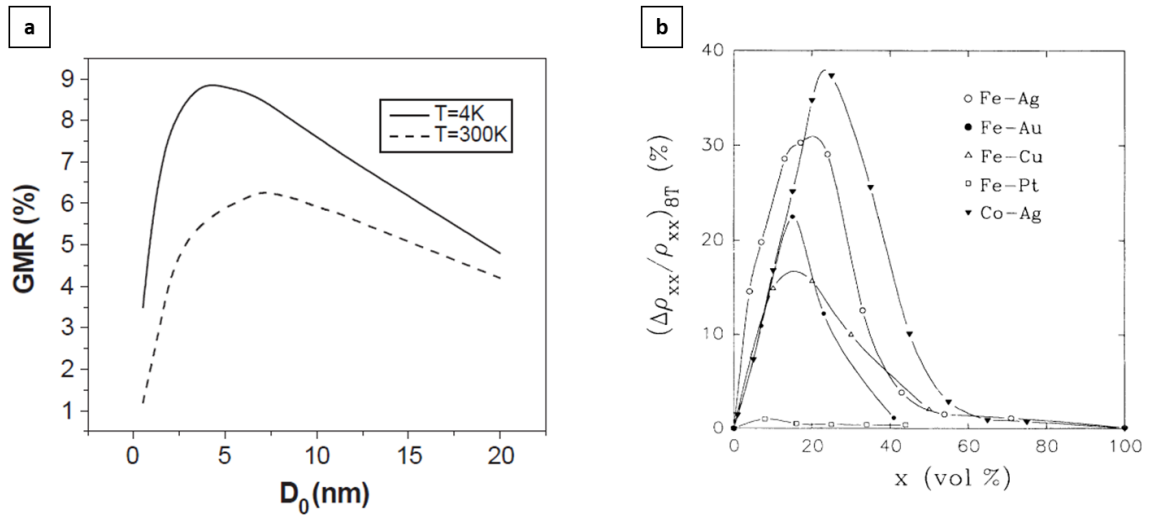 a
b
GMR (%)
9
8
7
6
5
4
3
2
1
T=4K
T=300K
0
5
10
15
20
D0(nm)
(Δρxx/ρxx)8T (%)
40
30
20
10
0
Fe-Ag
Fe-Au
Fe-Cu
Fe-Pt
Co-Ag
0
20
40
60
80
100
x (vol %)